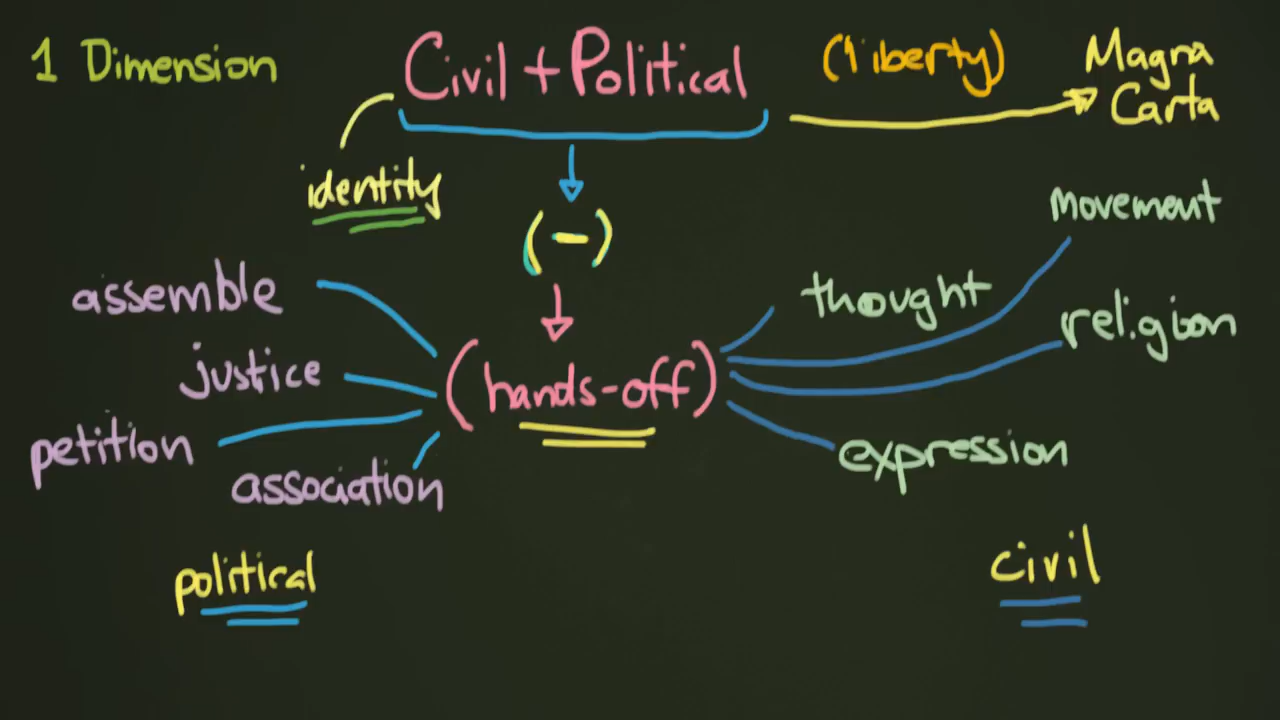 1 Dimension
Civil + Political
(liberty)
Magna
Carta
identity
(-)
movement
assemble
thought
religion
justice
(hands-off)
petition
expression
association
political
civil